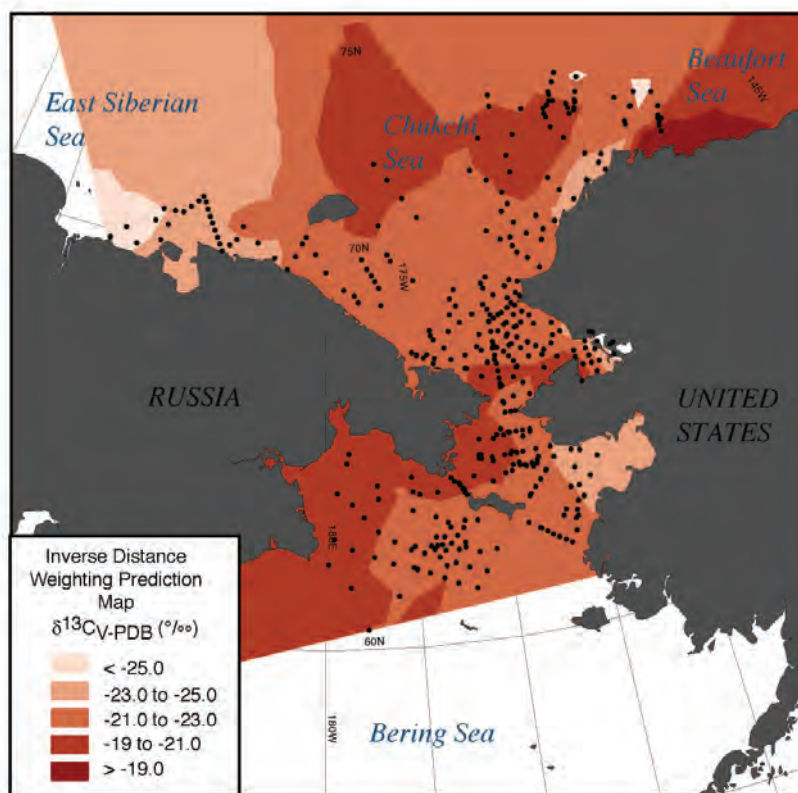 75N
Beaufort
Sea
145W
East Siberian
Sea
Chukchi
Sea
70N
175W
RUSSIA
UNITED
STATES
180E
60N
180W
Bering Sea
Inverse Distance
Weighting Prediction
Map
δ13CV-PDB (°/oo)
< -25.0
-23.0 to -25.0
-21.0 to -23.0
-19 to -21.0
> -19.0